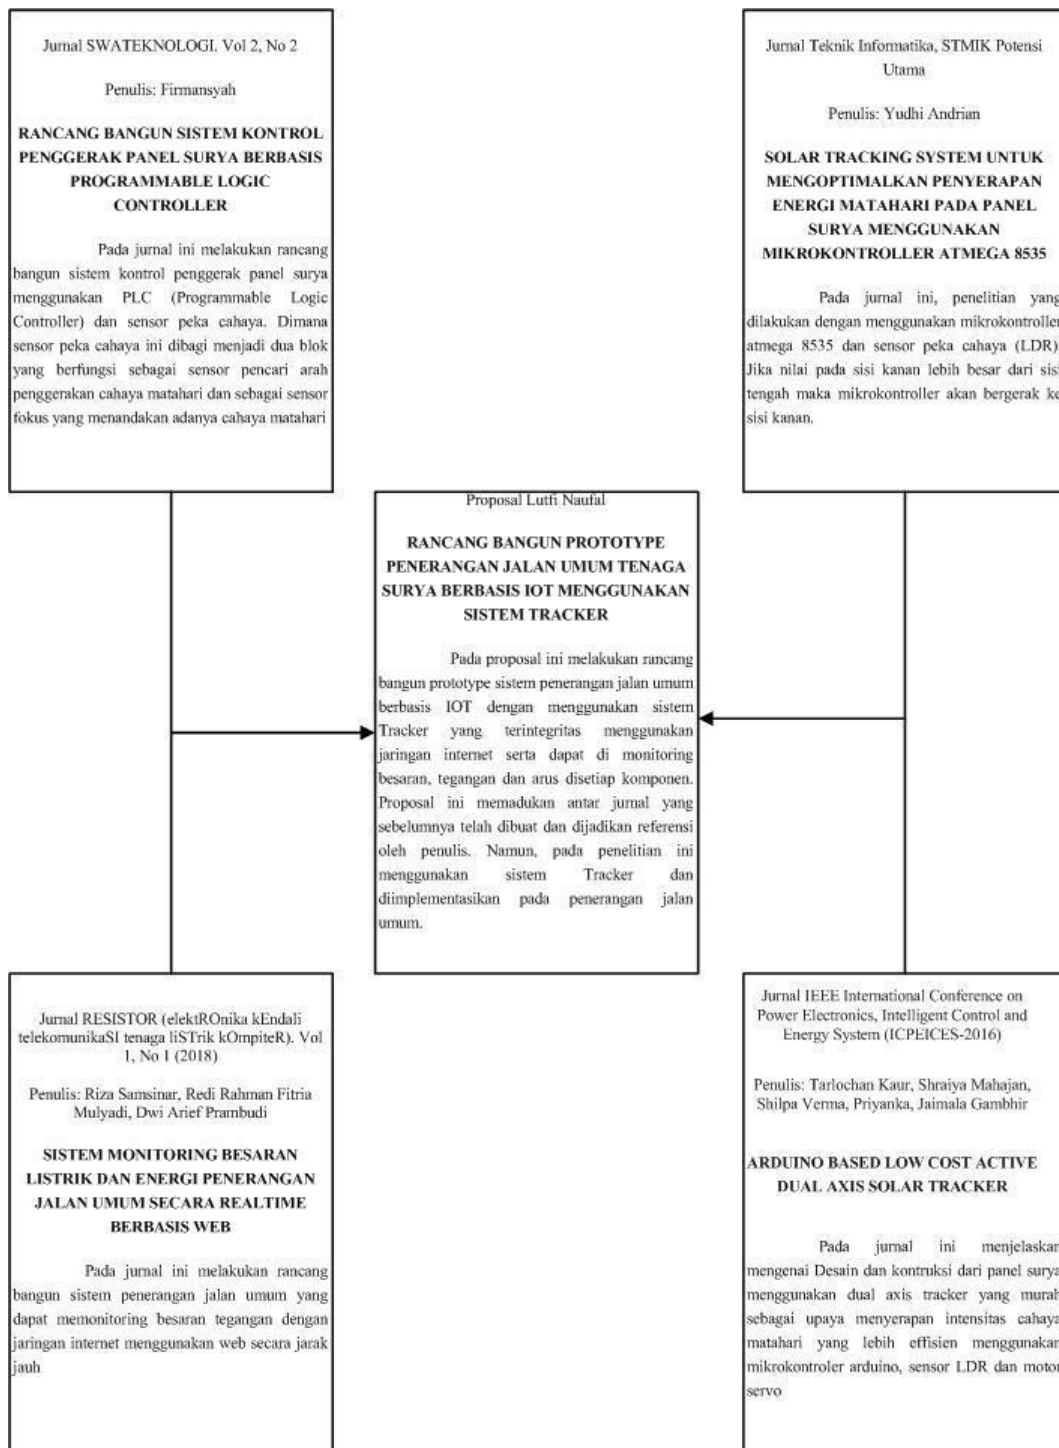 Jurnal SWATEKNOLOGI. Vol 2, No 2
Penulis: Firmansyah
RANCANG BANGUN SISTEM KONTROL
PENGGERAK PANEL SURYA BERBASIS
PROGRAMMABLE LOGIC
CONTROLLER
Pada jurnal ini melakukan rancang
bangun sistem kontrol penggerak panel surya
menggunakan PLC (Programmable Logic
Controller) dan sensor peka cahaya. Dimana
sensor peka cahaya ini dibagi menjadi dua blok
yang berfungsi sebagai sensor pencari arah
penggerakan cahaya matahari dan sebagai sensor
fokus yang menandakan adanya cahaya matahari
Jurnal Teknik Informatika, STMIK Potensi
Utama
Penulis: Yudhi Andrian
SOLAR TRACKING SYSTEM UNTUK
MENGOPTIMALKAN PENYERAPAN
ENERGI MATAHARI PADA PANEL
SURYA MENGGUNAKAN
MIKROKONTROLLER ATMEGA 8535
Pada jurnal ini, penelitian yang
dilakukan dengan menggunakan mikrokontroller
atmega 8535 dan sensor peka cahaya (LDR).
Jika nilai pada sisi kanan lebih besar dari sisi
tengah maka mikrokontroller akan bergerak ke
sisi kanan.
Proposal Lutfi Naufal
RANCANG BANGUN PROTOTYPE
PENERANGAN JALAN UMUM TENAGA
SURYA BERBASIS IOT MENGGUNAKAN
SISTEM TRACKER
Pada proposal ini melakukan rancang
bangun prototype sistem penerangan jalan umum
berbasis IOT dengan menggunakan sistem
Tracker yang terintegritas menggunakan
jaringan internet serta dapat di monitoring
besaran, tegangan dan arus disetiap komponen.
Proposal ini memadukan antar jurnal yang
sebelumnya telah dibuat dan dijadikan referensi
oleh penulis. Namun, pada penelitian ini
menggunakan sistem Tracker dan
diimplementasikan pada penerangan jalan
umum.
Jurnal RESISTOR (elektROnika kEndali
telekomunikaSI tenaga liSTrik kOmpiteR). Vol
1, No 1 (2018)
Penulis: Riza Samsinar, Redi Rahman Fitria
Mulyadi, Dwi Arief Prambudi
SISTEM MONITORING BESARAN
LISTRIK DAN ENERGI PENERANGAN
JALAN UMUM SECARA REALTIME
BERBASIS WEB
Pada jurnal ini melakukan rancang
bangun sistem penerangan jalan umum yang
dapat memonitoring besaran tegangan dengan
jaringan internet menggunakan web secara jarak
jauh
Jurnal IEEE International Conference on
Power Electronics, Intelligent Control and
Energy System (ICPEICES-2016)
Penulis: Tarlochan Kaur, Shraiya Mahajan,
Shilpa Verma, Priyanka, Jaimala Gambhir
ARDUINO BASED LOW COST ACTIVE
DUAL AXIS SOLAR TRACKER
Pada jurnal ini menjelaskan
mengenai Desain dan kontruksi dari panel surya
menggunakan dual axis tracker yang murah
sebagai upaya menyerapan intensitas cahaya
matahari yang lebih effisien menggunakan
mikrokontroler arduino, sensor LDR dan motor
servo